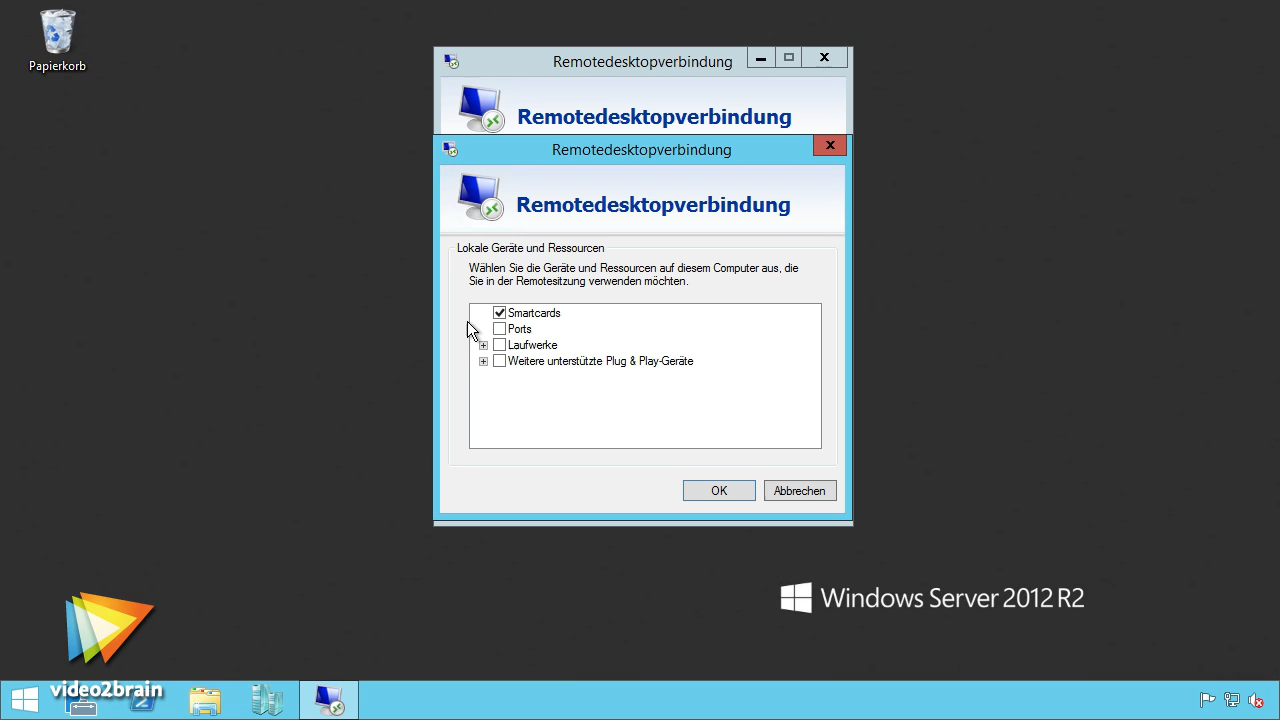 Papierkorb
Remotedesktopverbindung
Remotedesktopverbindung
Remotedesktopverbindung
Remotedesktopverbindung
Lokale Geräte und Ressourcen
Wählen Sie die Geräte und Ressourcen auf diesem Computer aus, die
Sie in der Remotesitzung verwenden möchten.
Smartcards
Ports
Laufwerke
Weitere unterstützte Plug & Play-Geräte
OK
Abbrechen
Windows Server 2012 R2
video2brain